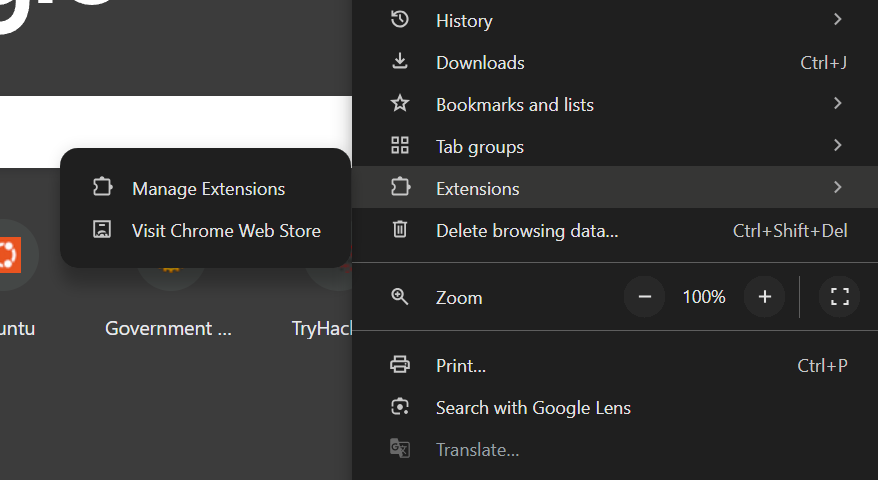 History
Downloads Ctrl+J
Bookmarks and lists
Tab groups
Extensions
Manage Extensions
Visit Chrome Web Store
Delete browsing data... Ctrl+Shift+Del
Zoom − 100% +
untu
Government ...
TryHac
Print... Ctrl+P
Search with Google Lens
Translate...